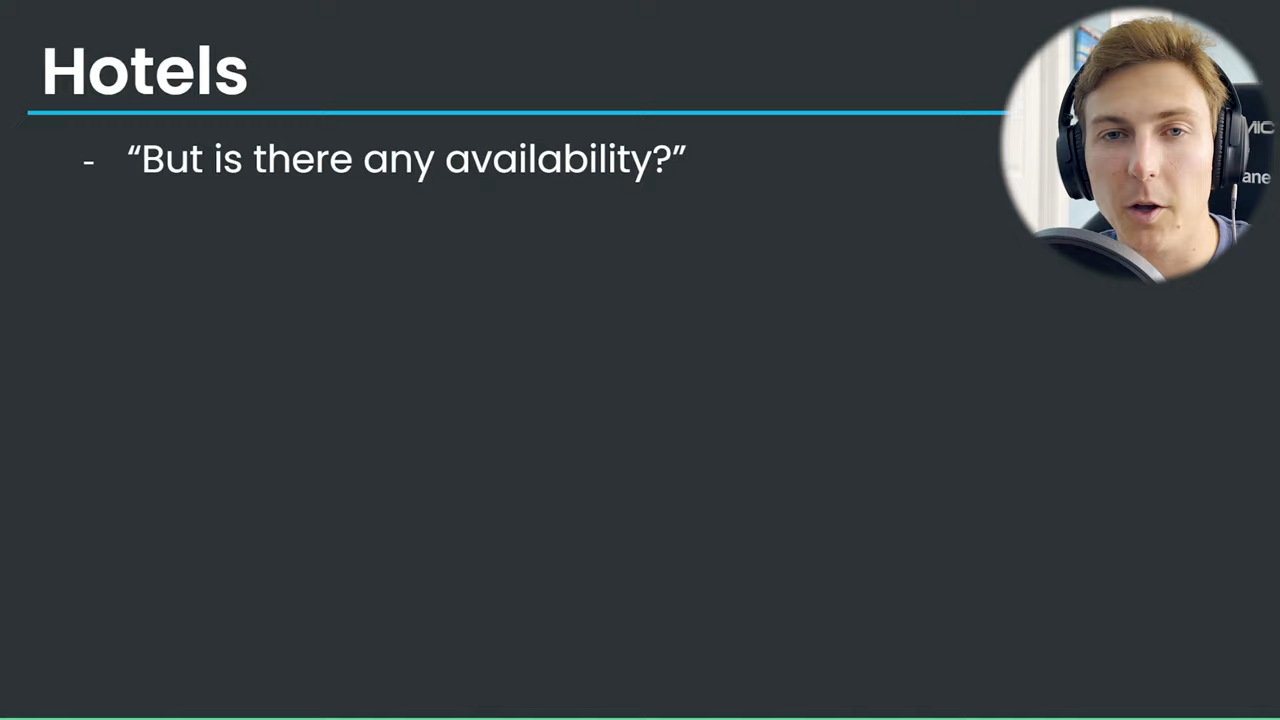 Hotels
- “But is there any availability?”